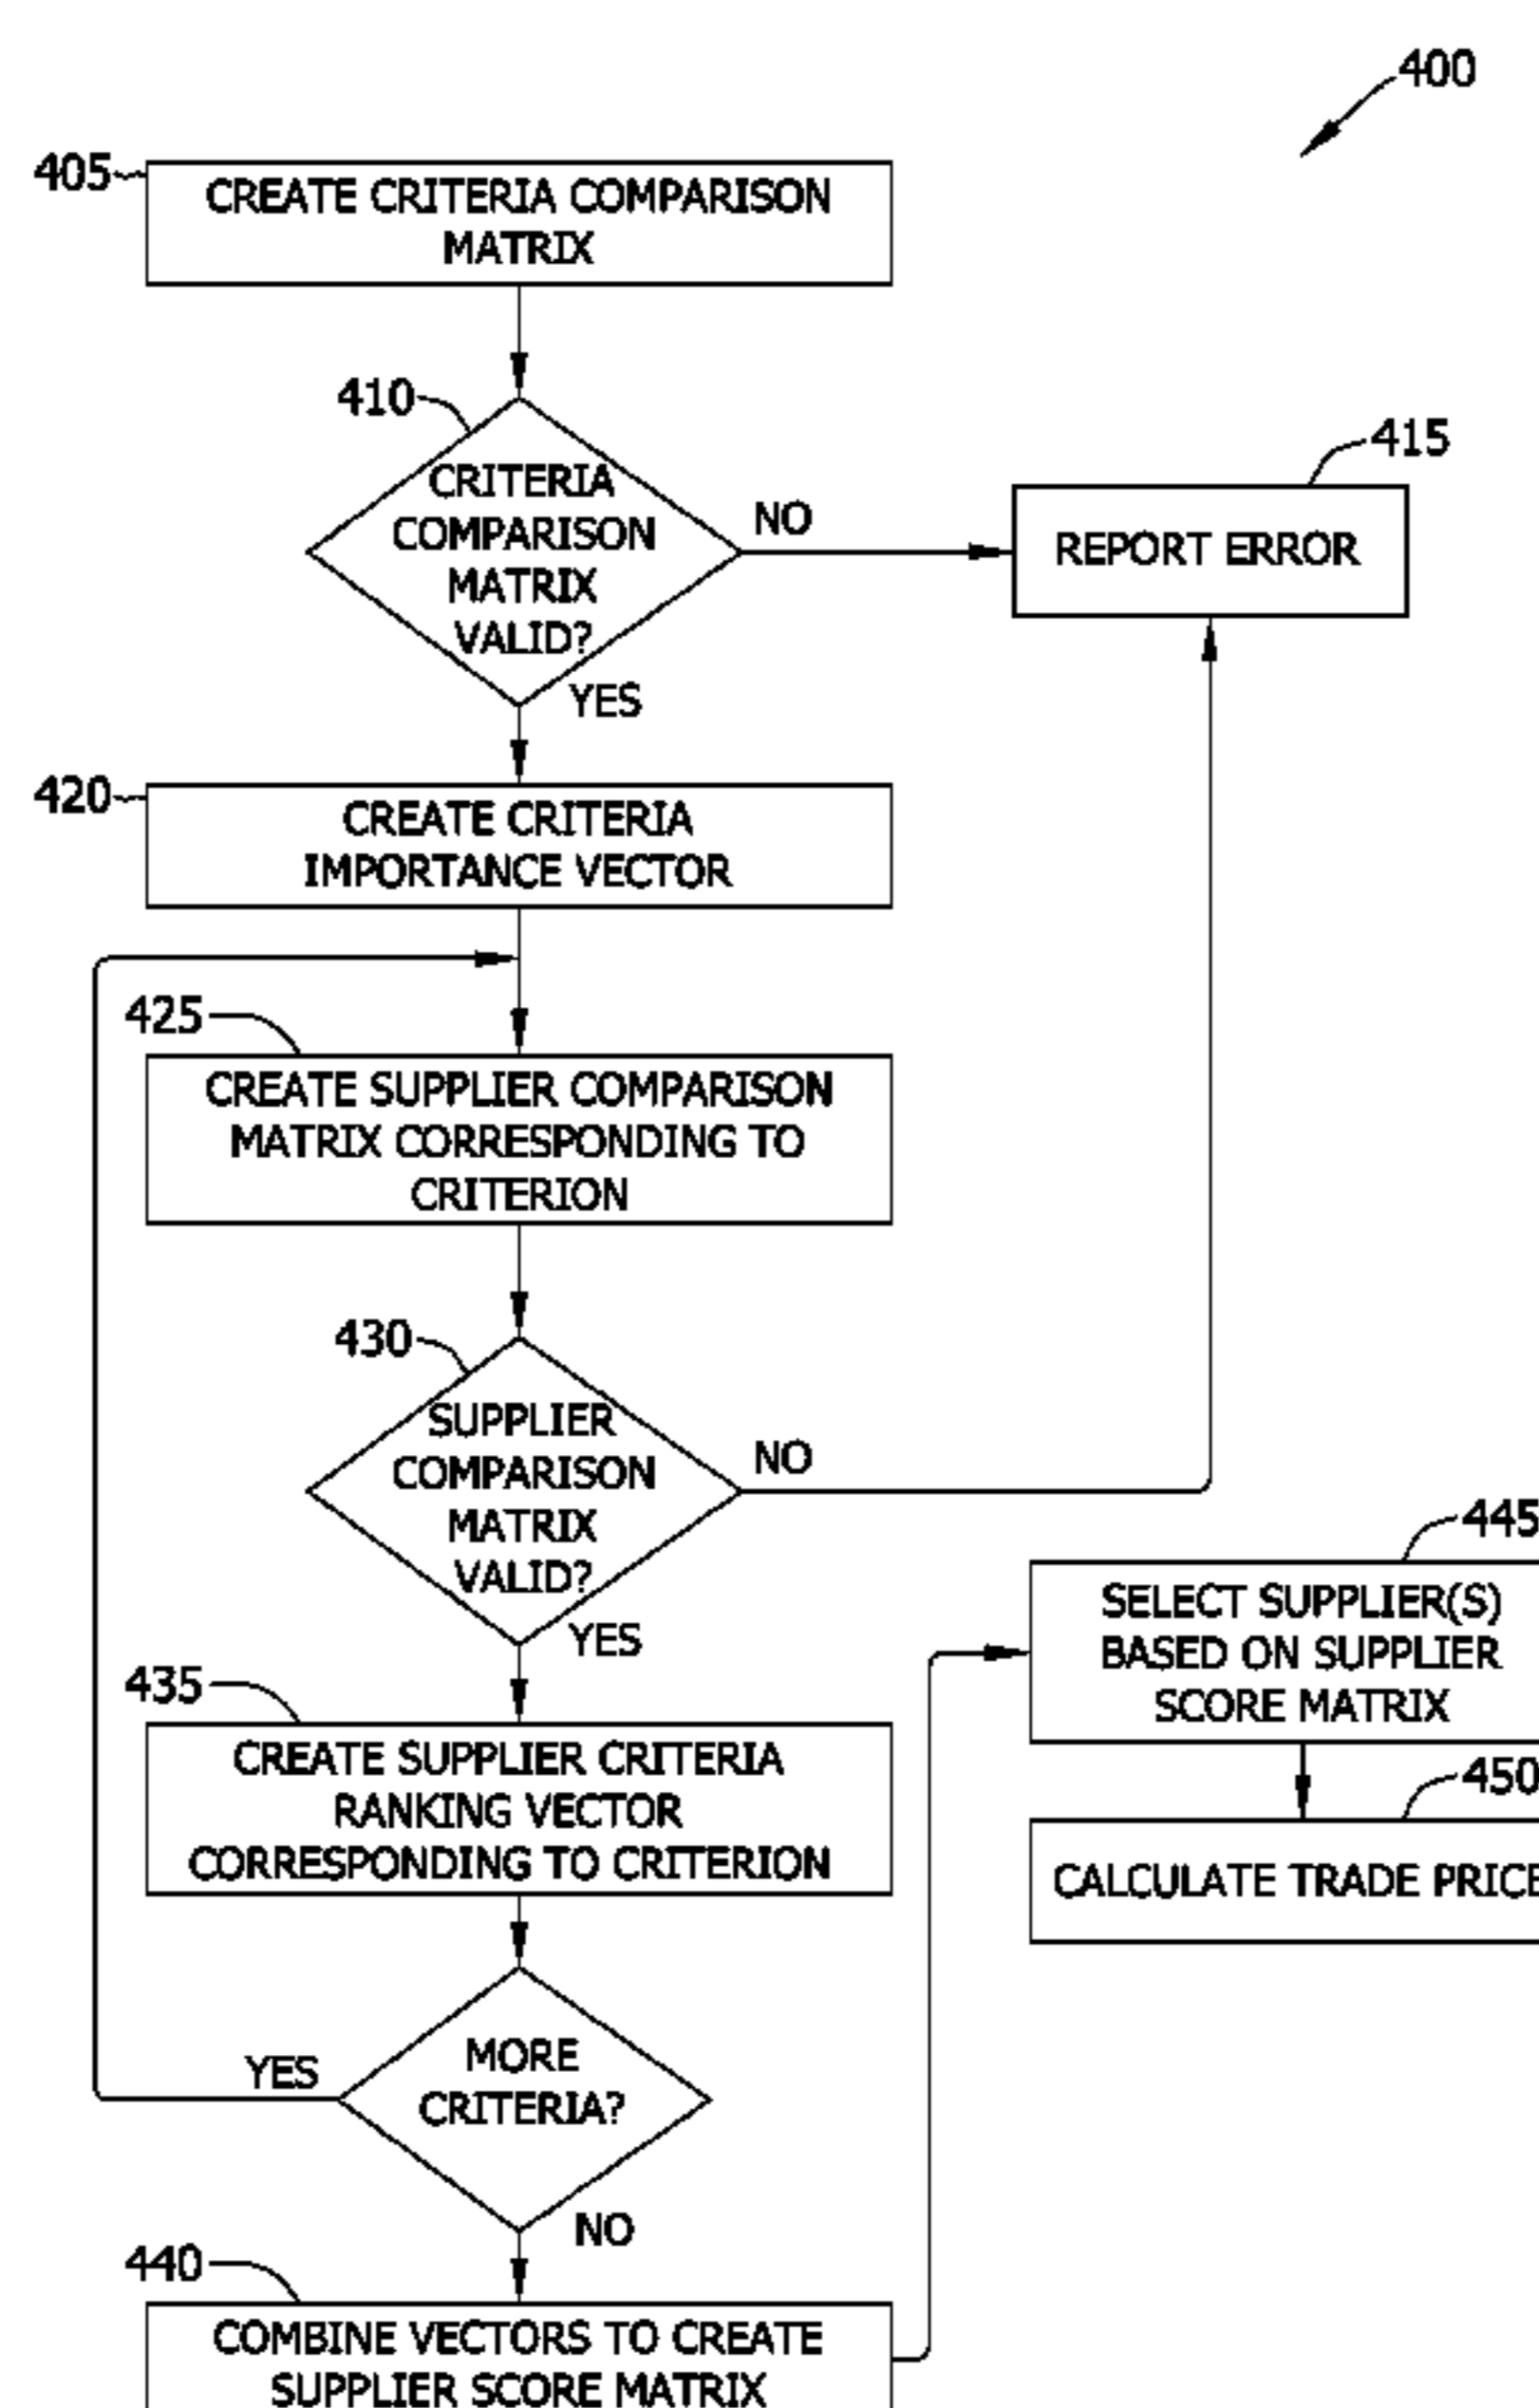 400
405
CREATE CRITERIA COMPARISON
MATRIX
410
CRITERIA
COMPARISON
MATRIX
VALID?
NO
YES
415
REPORT ERROR
420
CREATE CRITERIA
IMPORTANCE VECTOR
425
CREATE SUPPLIER COMPARISON
MATRIX CORRESPONDING TO
CRITERION
430
SUPPLIER
COMPARISON
MATRIX
VALID?
NO
YES
435
CREATE SUPPLIER CRITERIA
RANKING VECTOR
CORRESPONDING TO CRITERION
MORE
CRITERIA?
YES
NO
440
COMBINE VECTORS TO CREATE
SUPPLIER SCORE MATRIX
445
SELECT SUPPLIER(S)
BASED ON SUPPLIER
SCORE MATRIX
450
CALCULATE TRADE PRICE